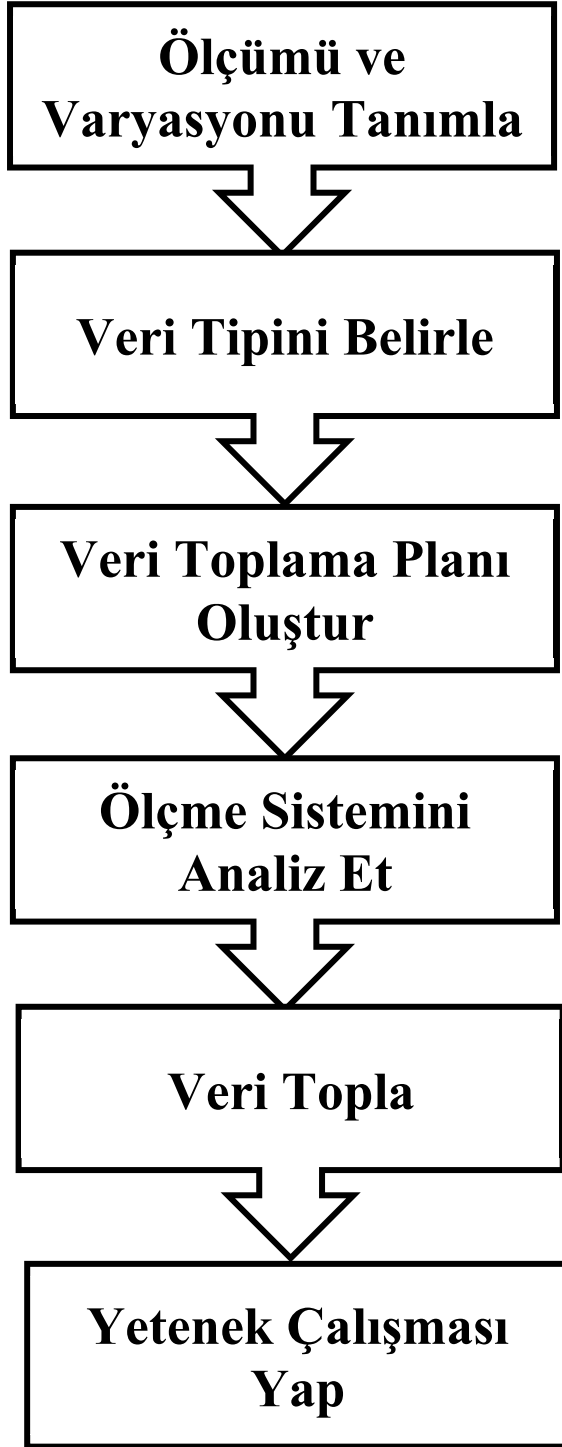 Ölçümü ve
Varyasyonu Tanımla
Veri Tipini Belirle
Veri Toplama Planı
Oluştur
Ölçme Sistemini
Analiz Et
Veri Topla
Yetenek Çalışması
Yap